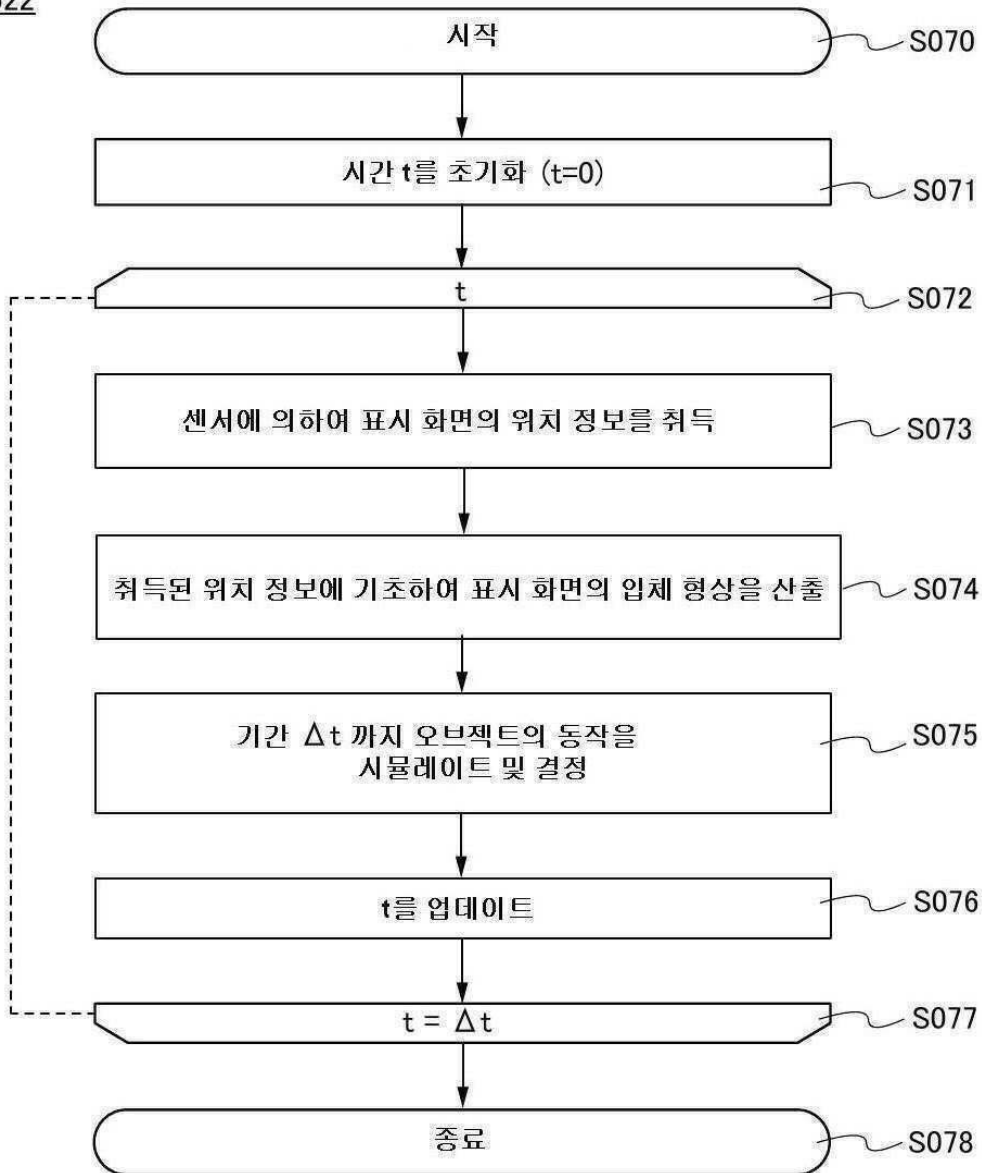 시작
S070
시간 t를 초기화 (t=0)
S071
t
S072
센서에 의하여 표시 화면의 위치 정보를 취득
S073
취득된 위치 정보에 기초하여 표시 화면의 입체 형상을 산출
S074
기간 Δt 까지 오브젝트의 동작을
시뮬레이트 및 결정
S075
t를 업데이트
S076
t = Δt
S077
종료
S078